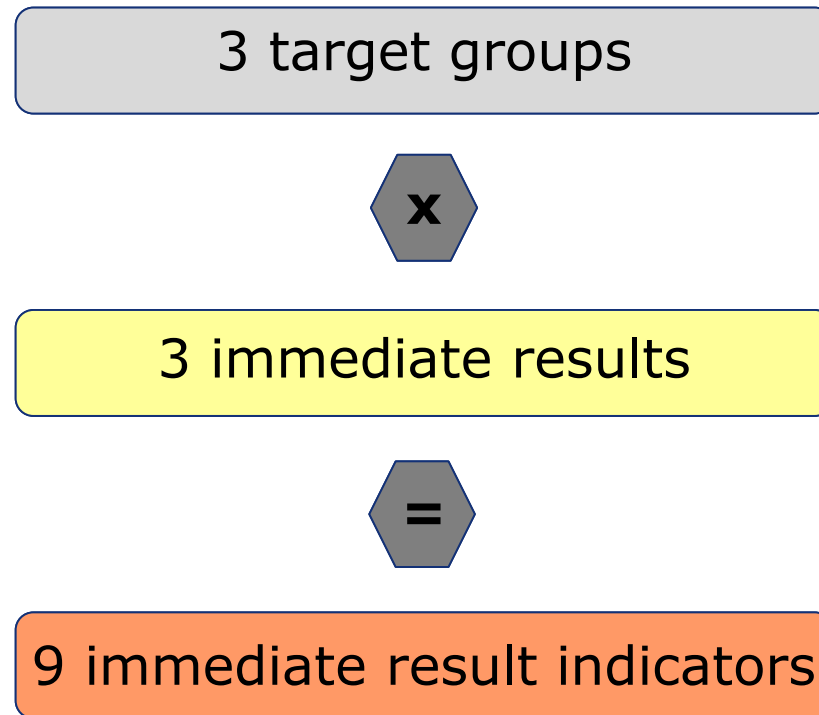 3 target groups
x
3 immediate results
=
9 immediate result indicators